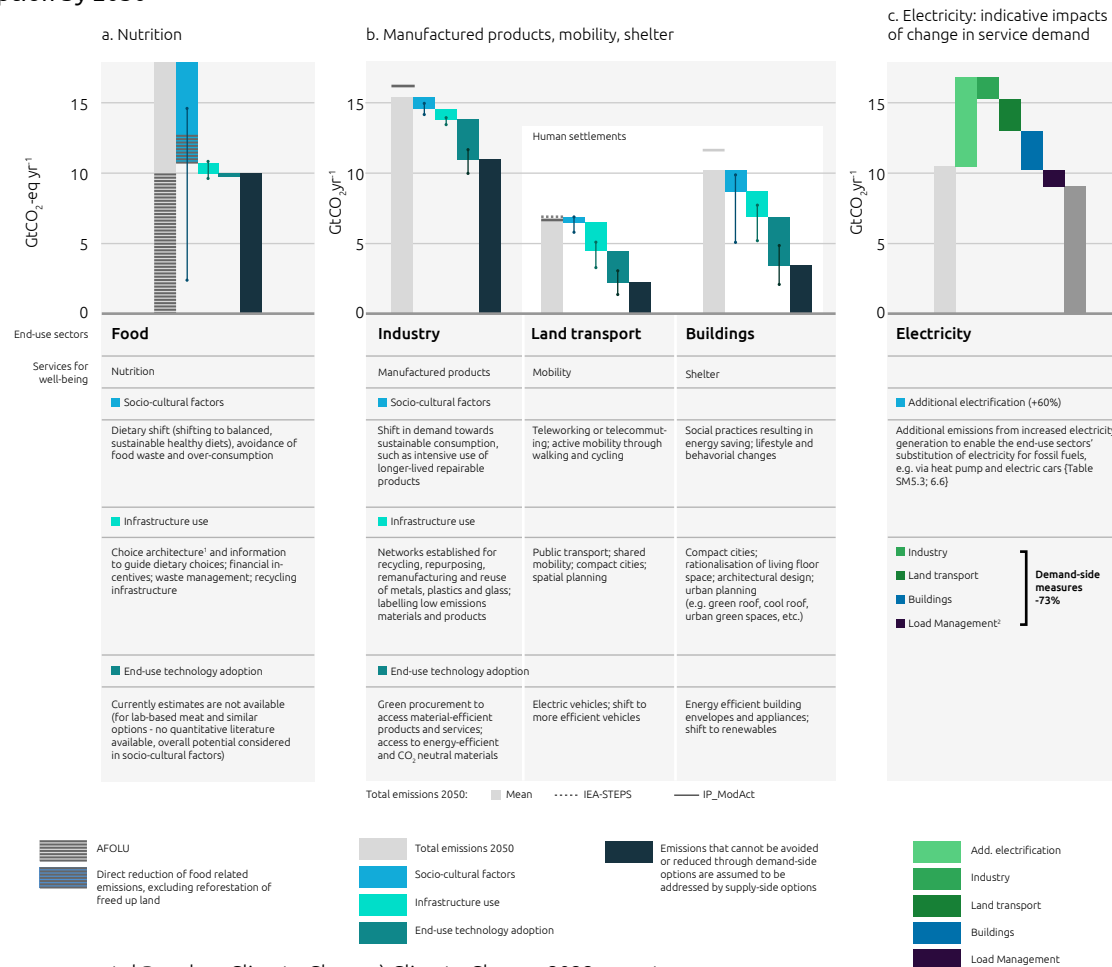 a. Nutrition
b. Manufactured products, mobility, shelter
c. Electricity: indicative impacts
of change in service demand
GtCO2-eq yr⁻¹
15
10
5
0
GtCO2yr⁻¹
15
10
5
0
Human settlements
GtCO2yr⁻¹
15
10
5
0
End-use sectors
Food
Industry
Land transport
Buildings
Electricity
Services for
well-being
Nutrition
Manufactured products
Mobility
Shelter
Socio-cultural factors
Socio-cultural factors
Additional electrification (+60%)
Dietary shift (shifting to balanced,
sustainable healthy diets), avoidance of
food waste and over-consumption
Shift in demand towards
sustainable consumption,
such as intensive use of
longer-lived repairable
products
Teleworking or telecommut-
ing; active mobility through
walking and cycling
Social practices resulting in
energy saving; lifestyle and
behavorial changes
Additional emissions from increased electricity
generation to enable the end-use sectors'
substitution of electricity for fossil fuels,
e.g. via heat pump and electric cars {Table
SM5.3; 6.6}
Infrastructure use
Infrastructure use
Choice architecture¹ and information
to guide dietary choices; financial in-
centives; waste management; recycling
infrastructure
Networks established for
recycling, repurposing,
remanufacturing and reuse
of metals, plastics and glass;
labelling low emissions
materials and products
Public transport; shared
mobility; compact cities;
spatial planning
Compact cities;
rationalisation of living floor
space; architectural design;
urban planning
(e.g. green roof, cool roof,
urban green spaces, etc.)
Industry
Land transport
Buildings
Load Management²
Demand-side
measures
-73%
End-use technology adoption
End-use technology adoption
Currently estimates are not available
(for lab-based meat and similar
options - no quantitative literature
available, overall potential considered
in socio-cultural factors)
Green procurement to
access material-efficient
products and services;
access to energy-efficient
and CO2 neutral materials
Electric vehicles; shift to
more efficient vehicles
Energy efficient building
envelopes and appliances;
shift to renewables
Total emissions 2050:
Mean
IEA-STEPS
IP_ModAct
AFOLU
Direct reduction of food related
emissions, excluding reforestation of
freed up land
Total emissions 2050
Socio-cultural factors
Infrastructure use
End-use technology adoption
Emissions that cannot be avoided
or reduced through demand-side
options are assumed to be
addressed by supply-side options
Add. electrification
Industry
Land transport
Buildings
Load Management